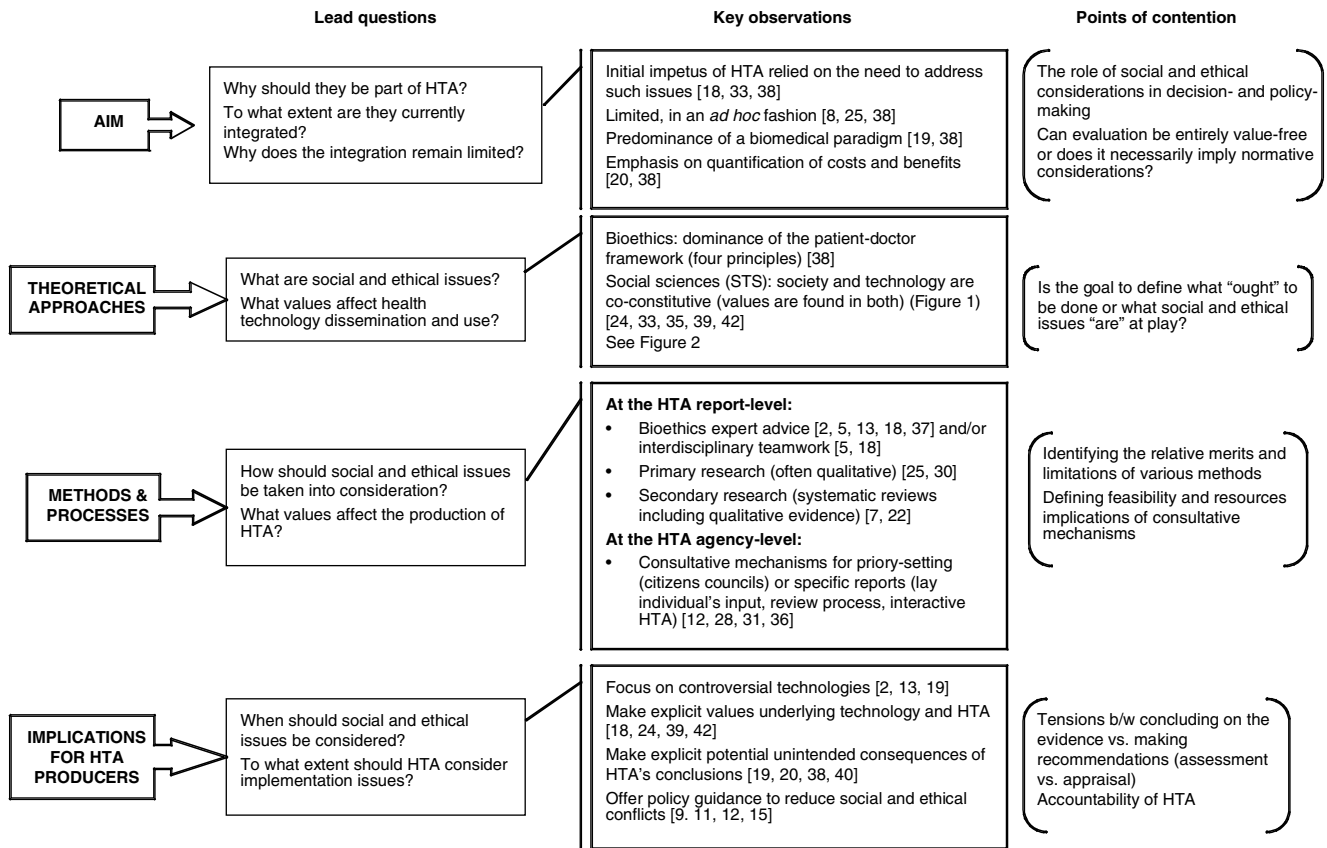 Lead questions
Key observations
Points of contention
AIM
Why should they be part of HTA?
To what extent are they currently
integrated?
Why does the integration remain limited?
Initial impetus of HTA relied on the need to address
such issues [18, 33, 38]
Limited, in an ad hoc fashion [8, 25, 38]
Predominance of a biomedical paradigm [19, 38]
Emphasis on quantification of costs and benefits
[20, 38]
The role of social and ethical
considerations in decision- and policy-
making
Can evaluation be entirely value-free
or does it necessarily imply normative
considerations?
THEORETICAL
APPROACHES
What are social and ethical issues?
What values affect health
technology dissemination and use?
Bioethics: dominance of the patient-doctor
framework (four principles) [38]
Social sciences (STS): society and technology are
co-constitutive (values are found in both) (Figure 1)
[24, 33, 35, 39, 42]
See Figure 2
Is the goal to define what “ought” to
be done or what social and ethical
issues “are” at play?
METHODS &
PROCESSES
How should social and ethical issues
be taken into consideration?
What values affect the production of
HTA?
At the HTA report-level:
• Bioethics expert advice [2, 5, 13, 18, 37] and/or
interdisciplinary teamwork [5, 18]
• Primary research (often qualitative) [25, 30]
• Secondary research (systematic reviews
including qualitative evidence) [7, 22]
At the HTA agency-level:
• Consultative mechanisms for priory-setting
(citizens councils) or specific reports (lay
individual’s input, review process, interactive
HTA) [12, 28, 31, 36]
Identifying the relative merits and
limitations of various methods
Defining feasibility and resources
implications of consultative
mechanisms
IMPLICATIONS
FOR HTA
PRODUCERS
When should social and ethical
issues be considered?
To what extent should HTA consider
implementation issues?
Focus on controversial technologies [2, 13, 19]
Make explicit values underlying technology and HTA
[18, 24, 39, 42]
Make explicit potential unintended consequences of
HTA’s conclusions [19, 20, 38, 40]
Offer policy guidance to reduce social and ethical
conflicts [9. 11, 12, 15]
Tensions b/w concluding on the
evidence vs. making
recommendations (assessment
vs. appraisal)
Accountability of HTA